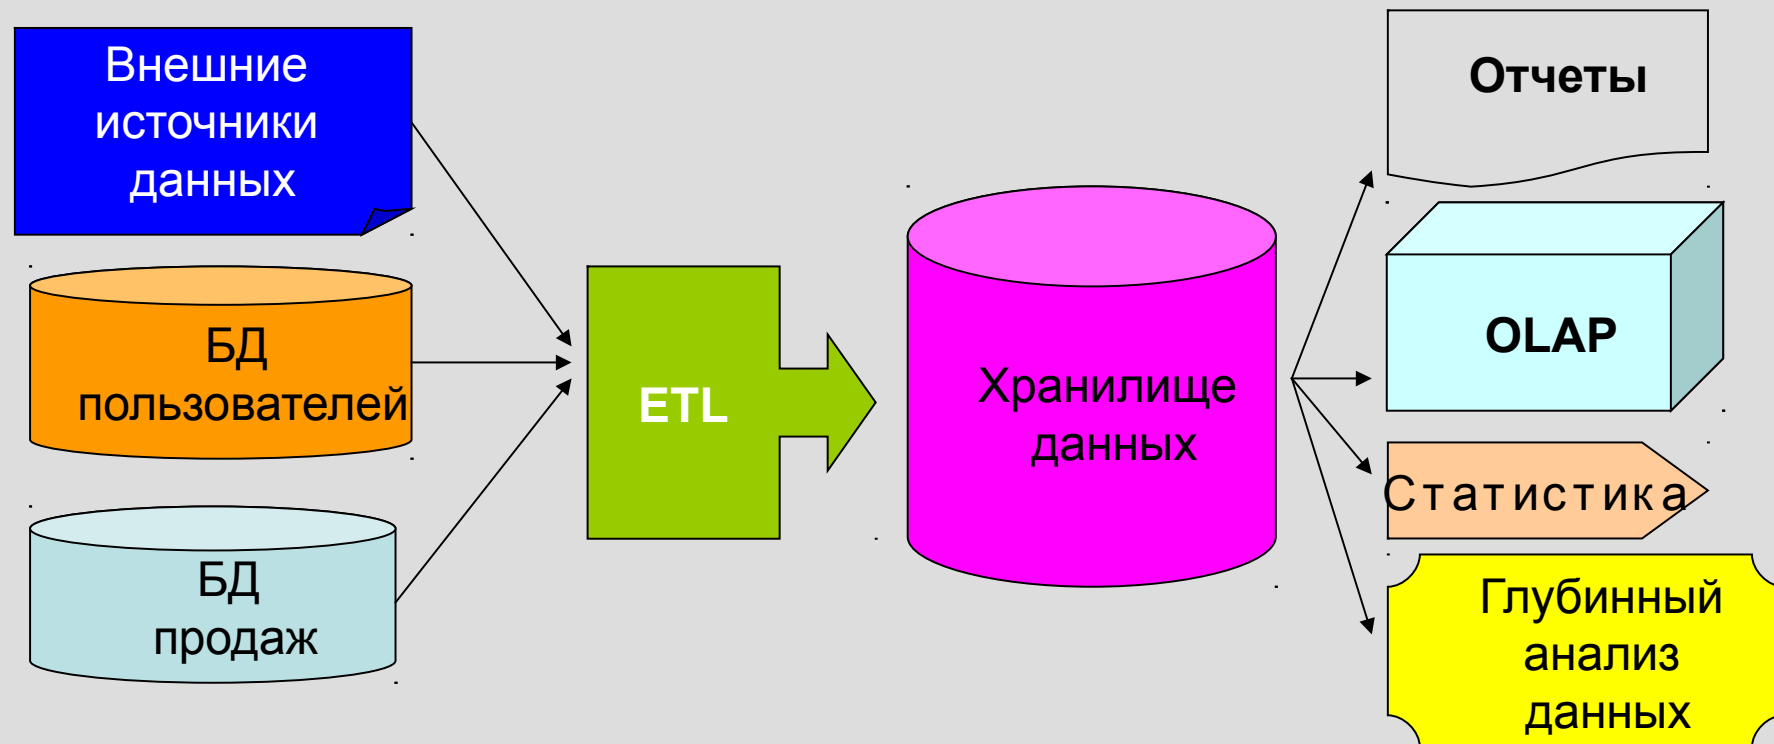 Внешние
источники
данных
БД
пользователей
БД
продаж
ETL
Хранилище
данных
Отчеты
OLAP
Статистика
Глубинный
анализ
данных